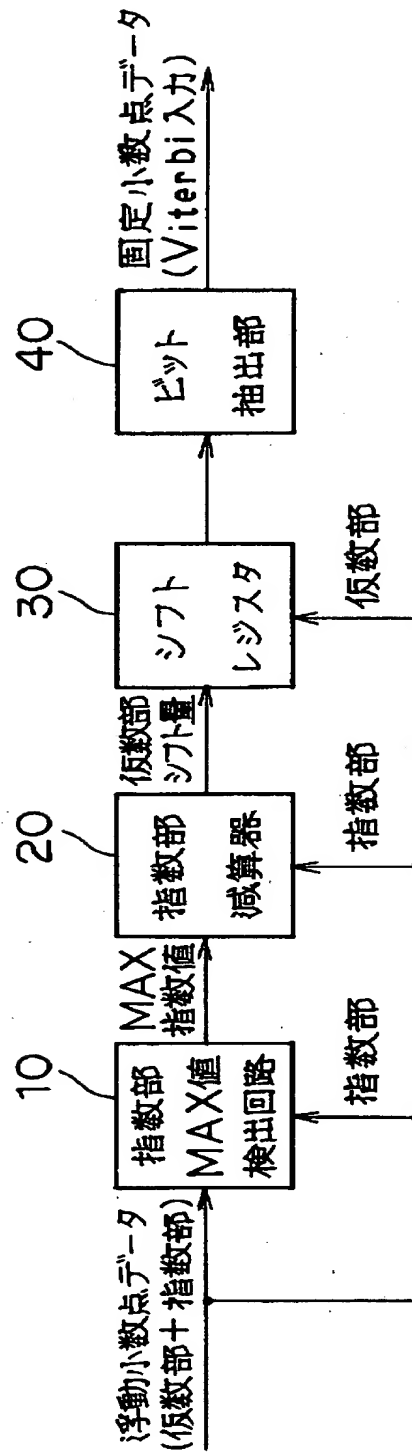 浮動小数点データ
(仮数部＋指数部)
10
指数部
MAX値
検出回路
MAX
指数値
20
指数部
減算器
仮数部
シフト量
30
シフト
レジスタ
40
ビット
抽出部
固定小数点データ
(Viterbi入力)
指数部
指数部
仮数部